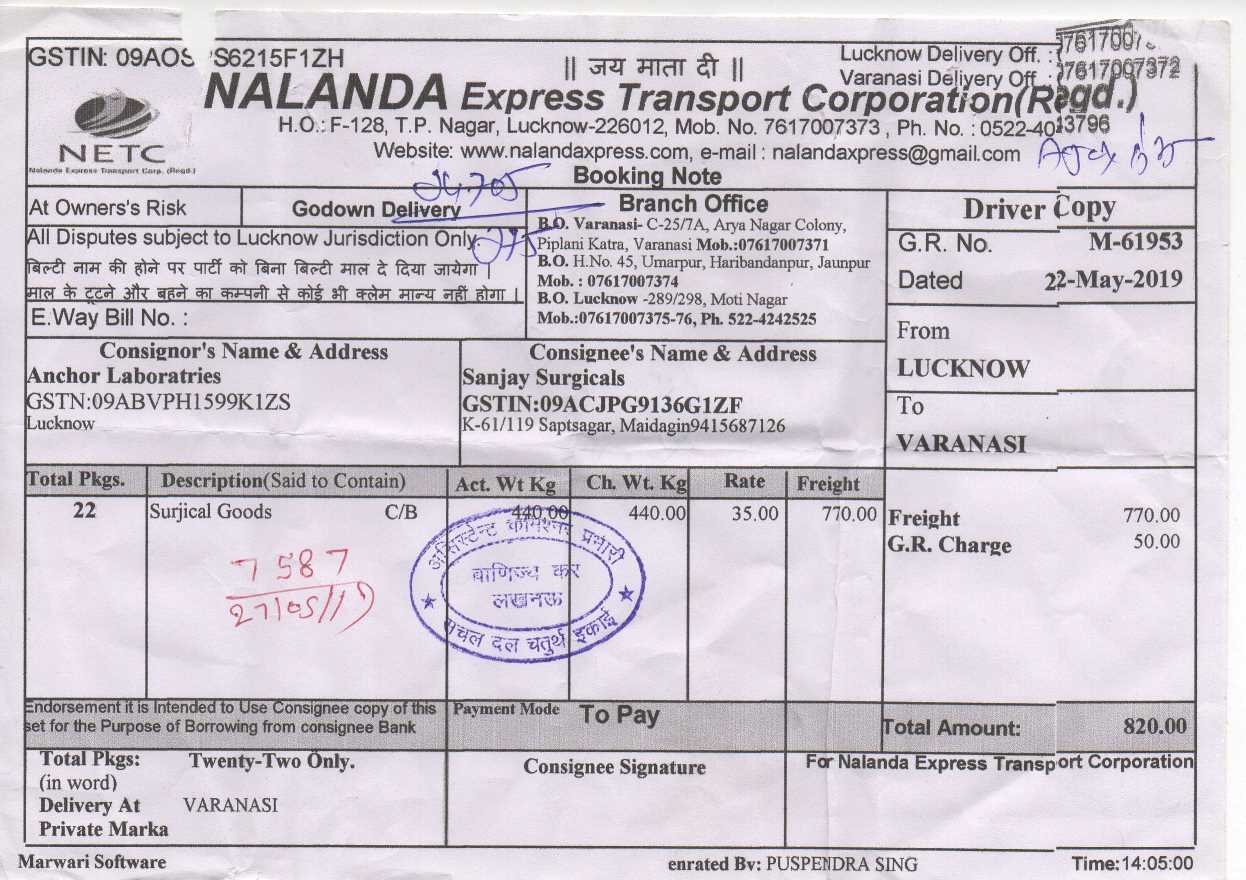 GSTIN: 09AOS PS6215F1ZH
|| जय माता दी ||
Lucknow Delivery Off. :
Varanasi Delivery Off. : 07617007372
NETC
Nalanda Express Transport Corp. (Regd.)
NALANDA Express Transport Corporation(Regd.)
H.O.: F-128, T.P. Nagar, Lucknow-226012, Mob. No. 7617007373 , Ph. No. : 0522-4013796
Website: www.nalandaxpress.com, e-mail : nalandaxpress@gmail.com
Booking Note
24.705
At Owners's Risk
Godown Delivery
275
All Disputes subject to Lucknow Jurisdiction Only
बिल्टी नाम की होने पर पार्टी को बिना बिल्टी माल दे दिया जायेगा |
माल के टूटने और बहने का कम्पनी से कोई भी क्लेम मान्य नहीं होगा |
E.Way Bill No. :
Branch Office
B.O. Varanasi- C-25/7A, Arya Nagar Colony,
Piplani Katra, Varanasi Mob.:07617007371
B.O. H.No. 45, Umarpur, Haribandanpur, Jaunpur
Mob. : 07617007374
B.O. Lucknow -289/298, Moti Nagar
Mob.:07617007375-76, Ph. 522-4242525
Driver Copy
G.R. No. M-61953
Dated 22-May-2019
From
LUCKNOW
To
VARANASI
Consignor's Name & Address
Anchor Laboratries
GSTN:09ABVPH1599K1ZS
Lucknow
Consignee's Name & Address
Sanjay Surgicals
GSTIN:09ACJPG9136G1ZF
K-61/119 Saptsagar, Maidagin9415687126
Total Pkgs. Description(Said to Contain) Act. Wt Kg Ch. Wt. Kg Rate Freight
22 Surjical Goods C/B 440.00 440.00 35.00 770.00
Freight 770.00
G.R. Charge 50.00
7587
27/05/19
असिस्टेन्ट कमिश्नर प्रभारी
वाणिज्य कर
लखनऊ
सचल दल चतुर्थ इकाई
Endorsement it is Intended to Use Consignee copy of this
set for the Purpose of Borrowing from consignee Bank
Payment Mode To Pay
Total Amount: 820.00
Total Pkgs: Twenty-Two Only.
(in word)
Delivery At VARANASI
Private Marka
Consignee Signature
For Nalanda Express Transport Corporation
Marwari Software
enrated By: PUSPENDRA SING
Time:14:05:00